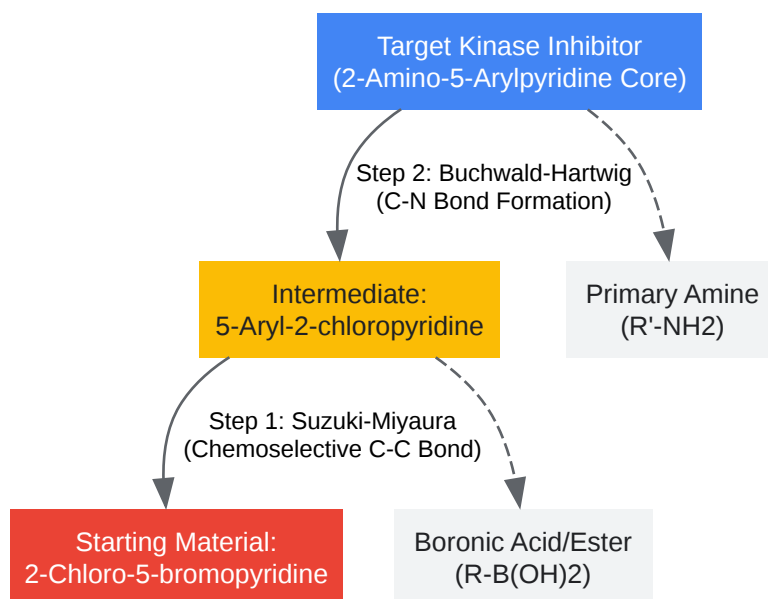 Target Kinase Inhibitor
(2-Amino-5-Arylpyridine Core)
Step 2: Buchwald-Hartwig
(C-N Bond Formation)
Intermediate:
5-Aryl-2-chloropyridine
Primary Amine
(R'-NH2)
Step 1: Suzuki-Miyaura
(Chemoselective C-C Bond)
Starting Material:
2-Chloro-5-bromopyridine
Boronic Acid/Ester
(R-B(OH)2)